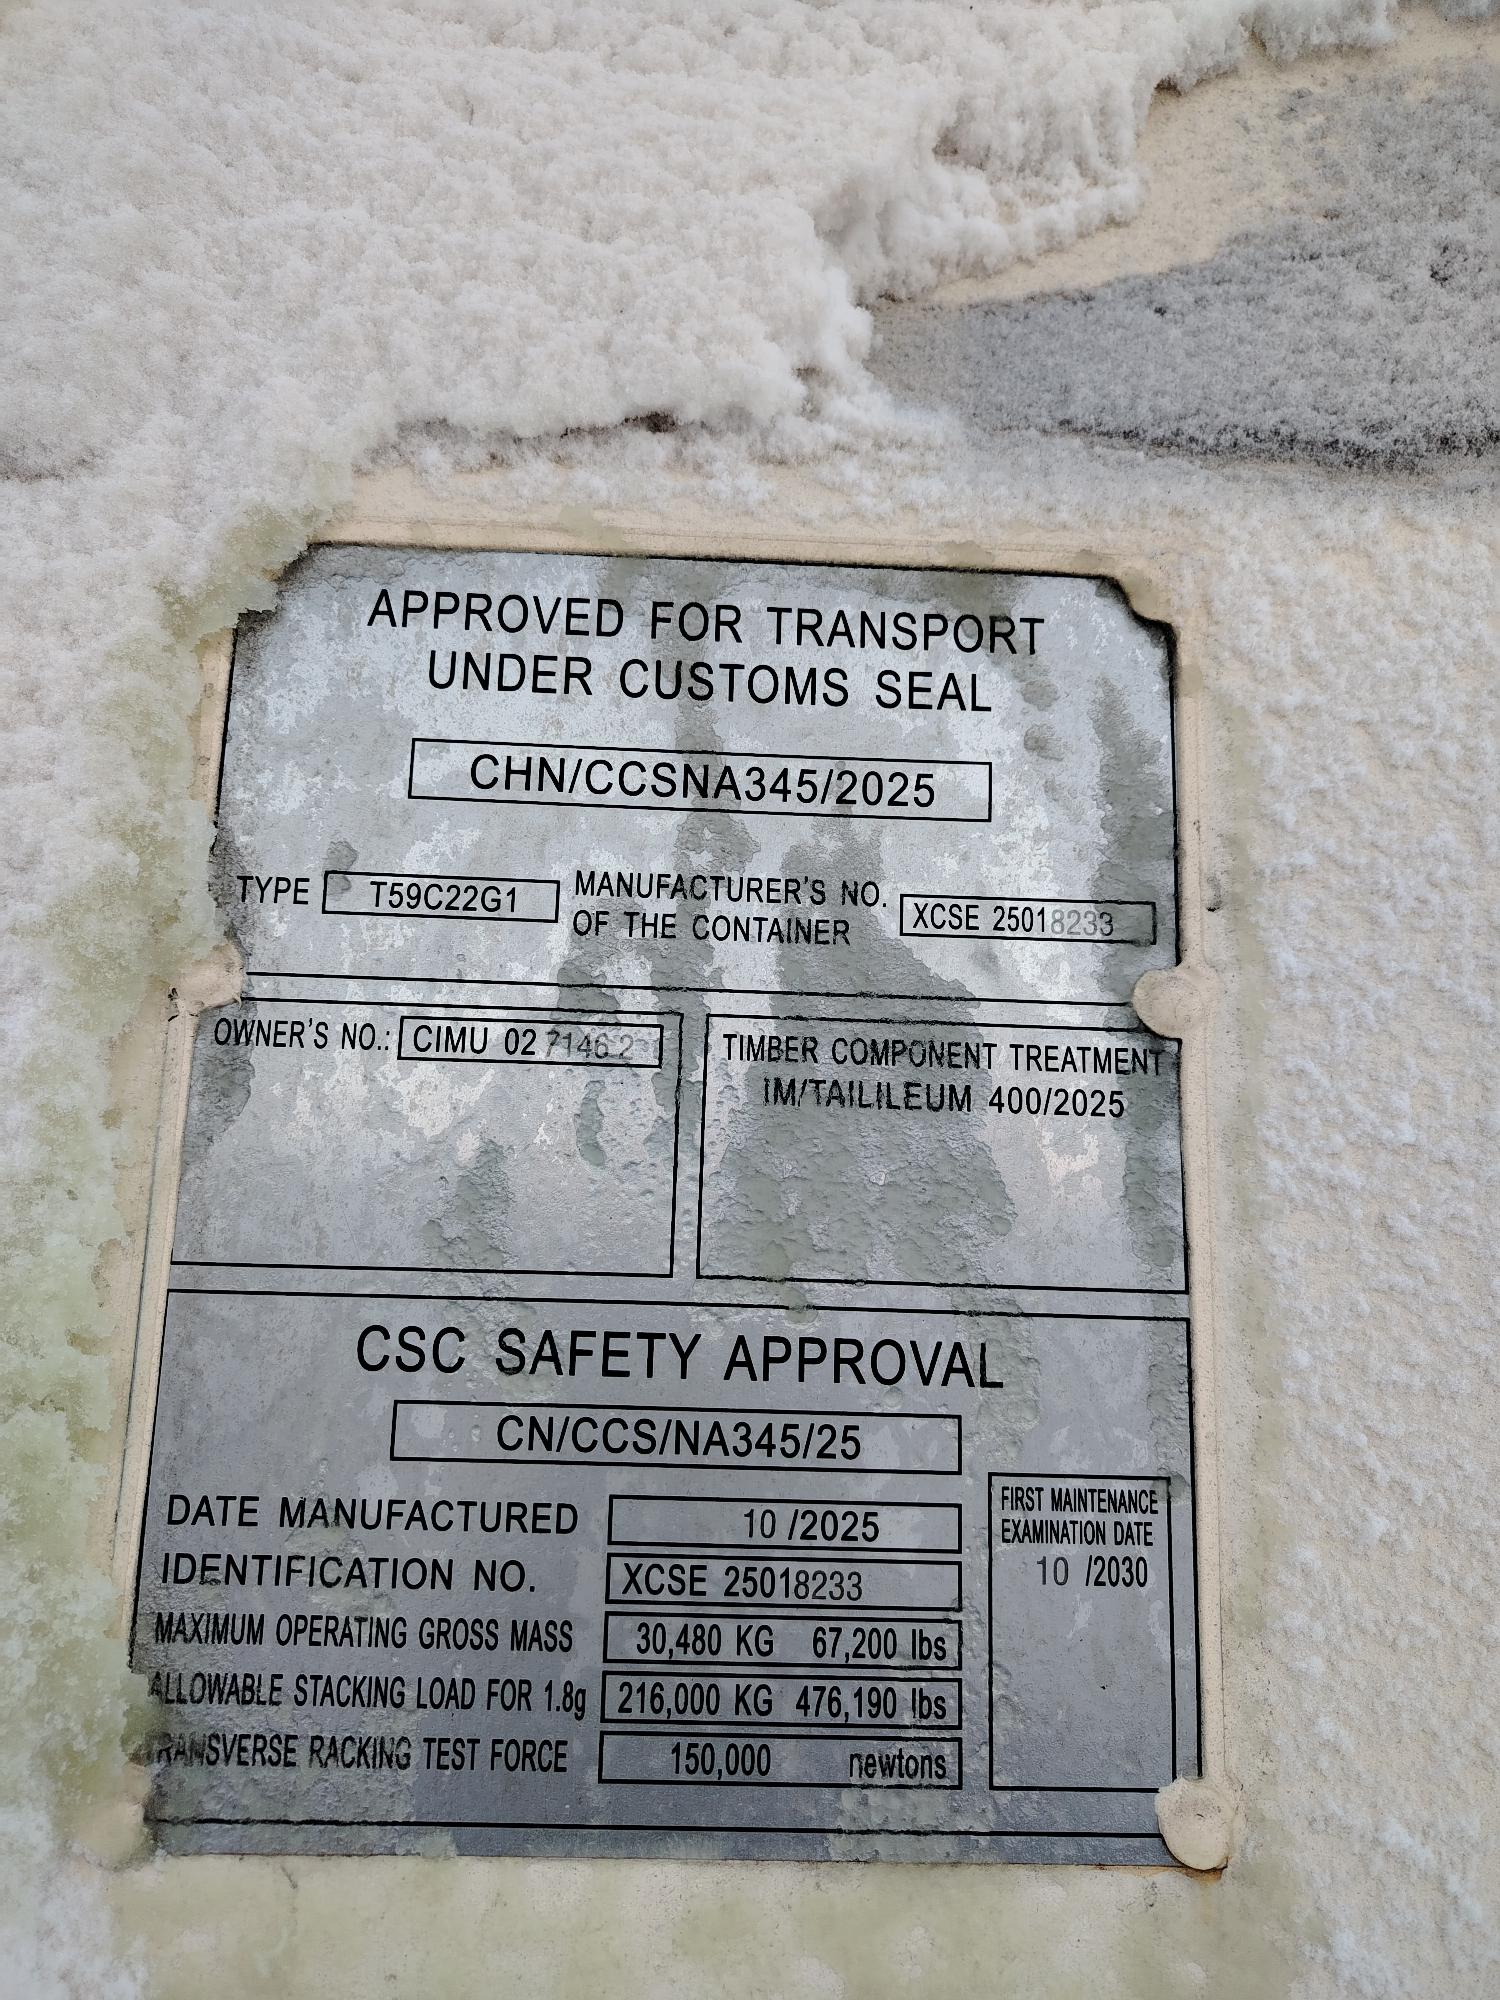 APPROVED FOR TRANSPORT
UNDER CUSTOMS SEAL
CHN/CCSNA345/2025
TYPE T59C22G1 MANUFACTURER'S NO. OF THE CONTAINER XCSE 25018233
OWNER'S NO.: CIMU 02
TIMBER COMPONENT TREATMENT
IM/TAILILEUM 400/2025
CSC SAFETY APPROVAL
CN/CCS/NA345/25
DATE MANUFACTURED 10 /2025
IDENTIFICATION NO. XCSE 25018233
MAXIMUM OPERATING GROSS MASS 30,480 KG 67,200 lbs
ALLOWABLE STACKING LOAD FOR 1.8g 216,000 KG 476,190 lbs
TRANSVERSE RACKING TEST FORCE 150,000 newtons
FIRST MAINTENANCE
EXAMINATION DATE
10 /2030